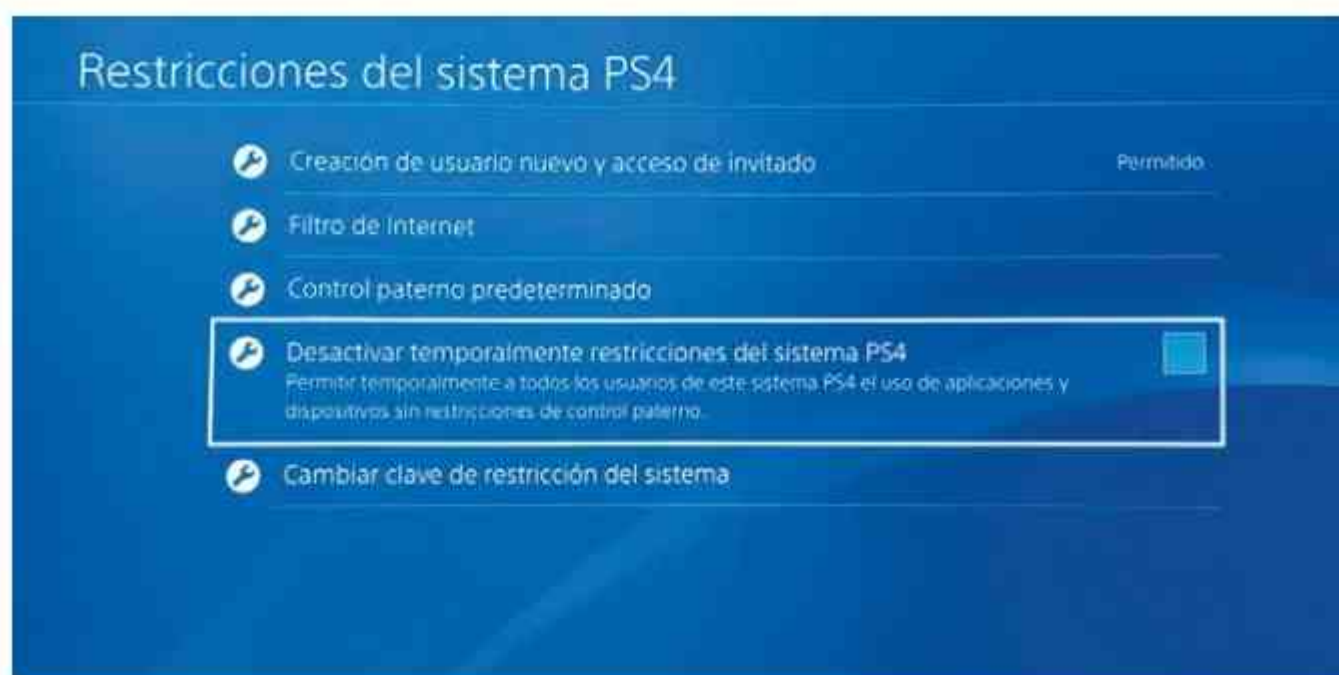 Restricciones del sistema PS4
Creación de usuario nuevo y acceso de invitado
Permitido
Filtro de Internet
Control paterno predeterminado
Desactivar temporalmente restricciones del sistema PS4
Permitir temporalmente a todos los usuarios de este sistema PS4 el uso de aplicaciones y
dispositivos sin restricciones de control paterno.
Cambiar clave de restricción del sistema